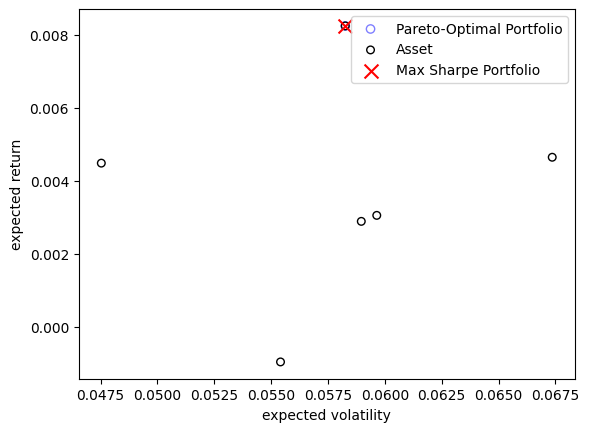 Pareto-Optimal Portfolio
Asset
Max Sharpe Portfolio
0.008
0.006
0.004
0.002
0.000
expected return
0.0475 0.0500 0.0525 0.0550 0.0575 0.0600 0.0625 0.0650 0.0675
expected volatility